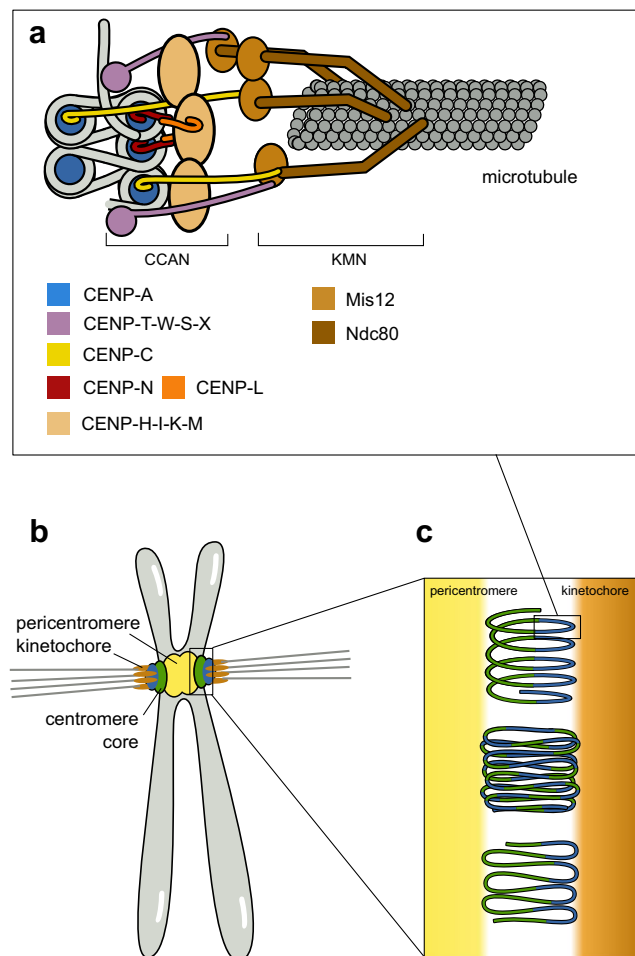 a
microtubule
CCAN
KMN
CENP-A
CENP-T-W-S-X
CENP-C
CENP-N
CENP-L
CENP-H-I-K-M
Mis12
Ndc80
b
pericentromere
kinetochore
centromere
core
c
pericentromere
kinetochore